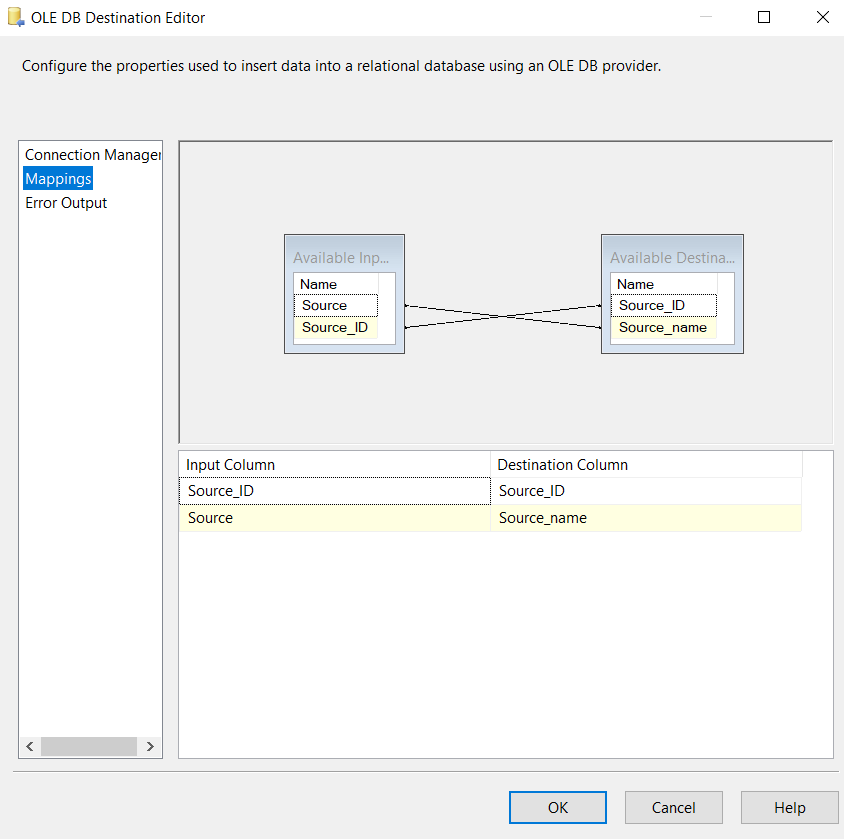 OLE DB Destination Editor
Configure the properties used to insert data into a relational database using an OLE DB provider.
Connection Manager
Mappings
Error Output
Available Inp...
Name
Source
Source_ID
Available Destina...
Name
Source_ID
Source_name
Input Column Destination Column
Source_ID Source_ID
Source Source_name
OK Cancel Help